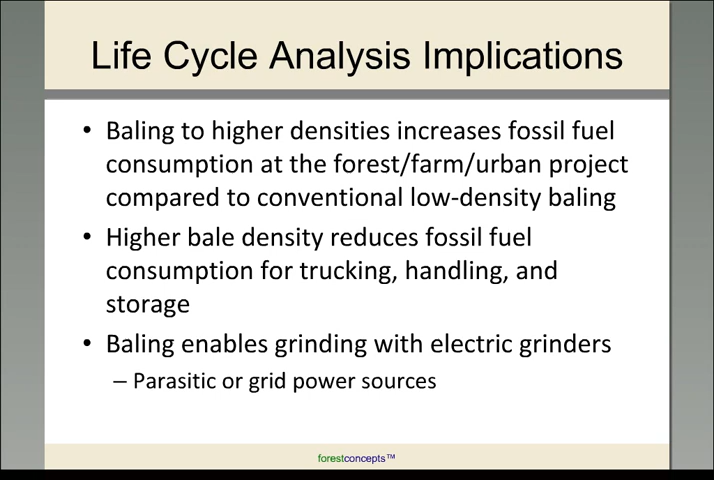 Life Cycle Analysis Implications
• Baling to higher densities increases fossil fuel
consumption at the forest/farm/urban project
compared to conventional low-density baling
• Higher bale density reduces fossil fuel
consumption for trucking, handling, and
storage
• Baling enables grinding with electric grinders
– Parasitic or grid power sources
forestconcepts™